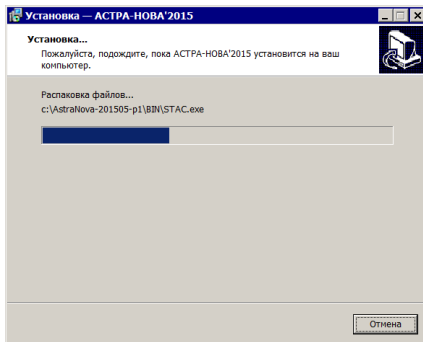 Установка — АСТРА-НОВА'2015
Установка...
Пожалуйста, подождите, пока АСТРА-НОВА'2015 установится на ваш
компьютер.
Распаковка файлов...
c:\AstraNova-201505-p1\BIN\STAC.exe
Отмена